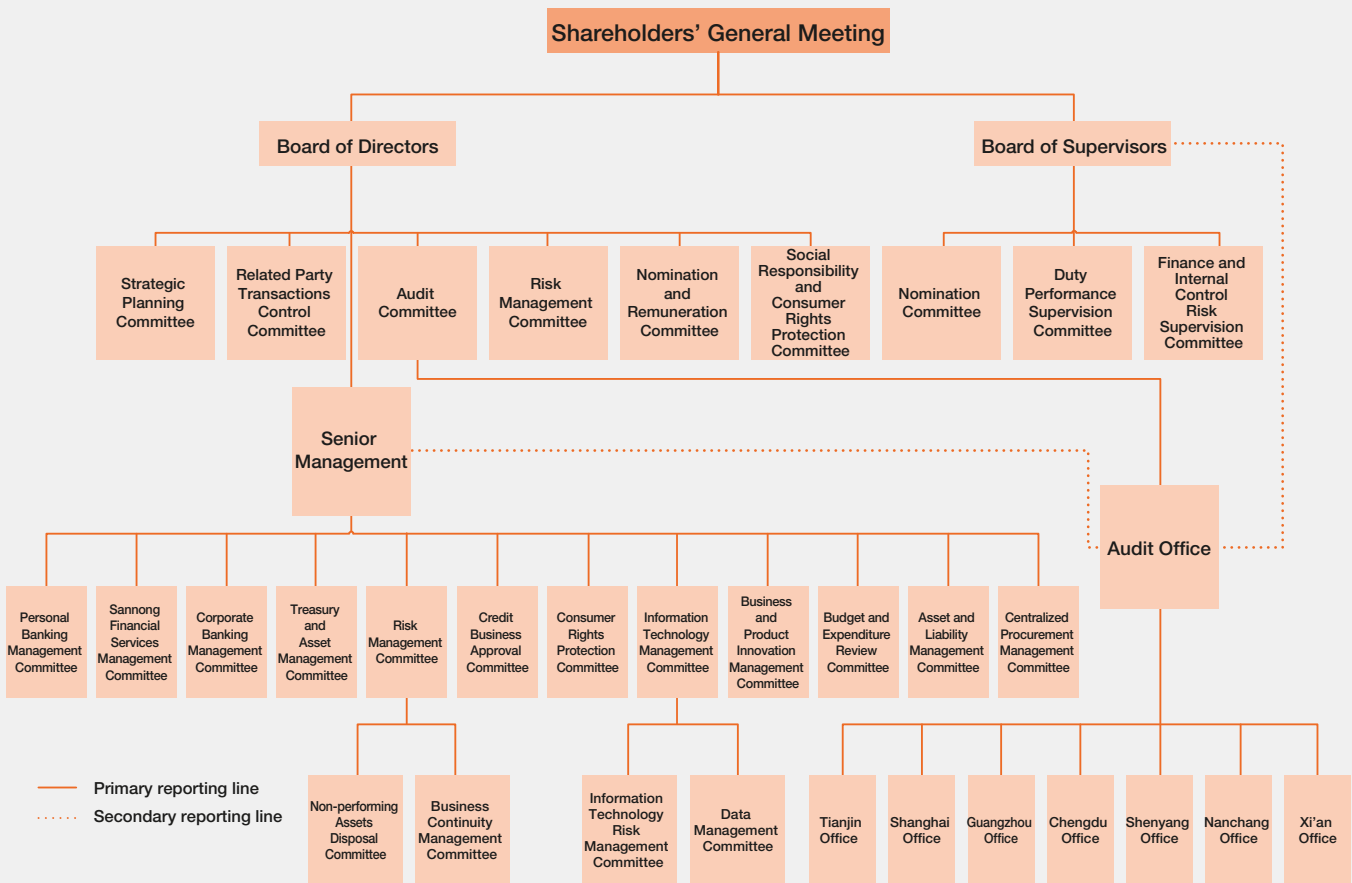 Shareholders’ General Meeting
Board of Directors
Board of Supervisors
Strategic
Planning
Committee
Related Party
Transactions
Control
Committee
Audit
Committee
Risk
Management
Committee
Nomination
and
Remuneration
Committee
Social
Responsibility
and
Consumer
Rights
Protection
Committee
Nomination
Committee
Duty
Performance
Supervision
Committee
Finance and
Internal
Control
Risk
Supervision
Committee
Senior
Management
Audit Office
Personal
Banking
Management
Committee
Sannong
Financial
Services
Management
Committee
Corporate
Banking
Management
Committee
Treasury
and
Asset
Management
Committee
Risk
Management
Committee
Credit
Business
Approval
Committee
Consumer
Rights
Protection
Committee
Information
Technology
Management
Committee
Business
and
Product
Innovation
Management
Committee
Budget and
Expenditure
Review
Committee
Asset and
Liability
Management
Committee
Centralized
Procurement
Management
Committee
Primary reporting line
Secondary reporting line
Non-performing
Assets
Disposal
Committee
Business
Continuity
Management
Committee
Information
Technology
Risk
Management
Committee
Data
Management
Committee
Tianjin
Office
Shanghai
Office
Guangzhou
Office
Chengdu
Office
Shenyang
Office
Nanchang
Office
Xi’an
Office